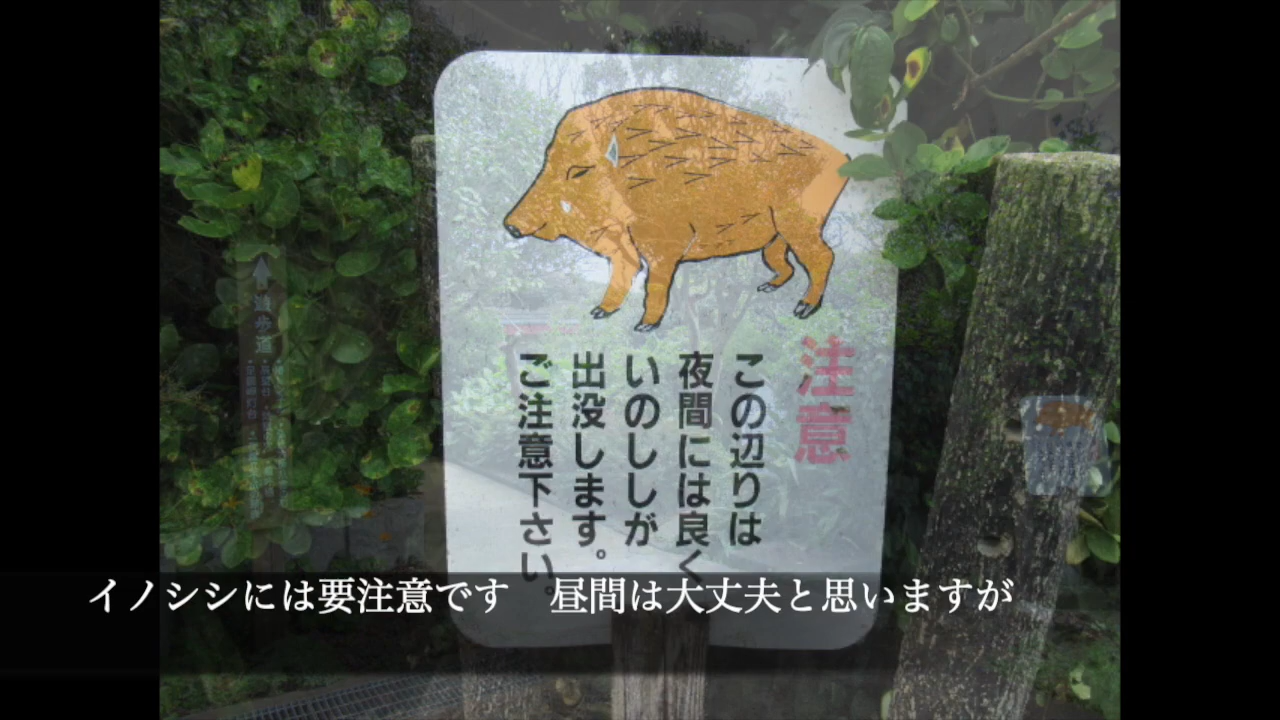 注意
この辺りは
夜間には良く
いのししが
出没します。
ご注意下さい。
イノシシには要注意です　昼間は大丈夫と思いますが
歩道